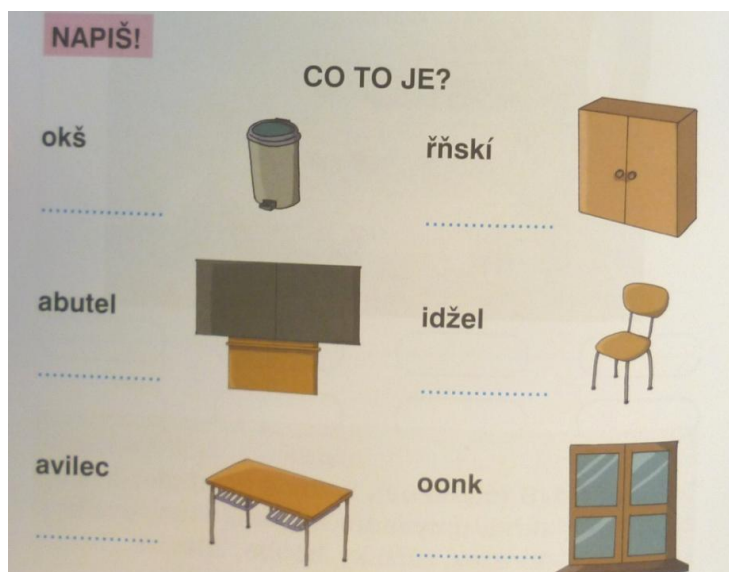 NAPIŠ!
CO TO JE?
okš
řňskí
abutel
idžel
avilec
oonk